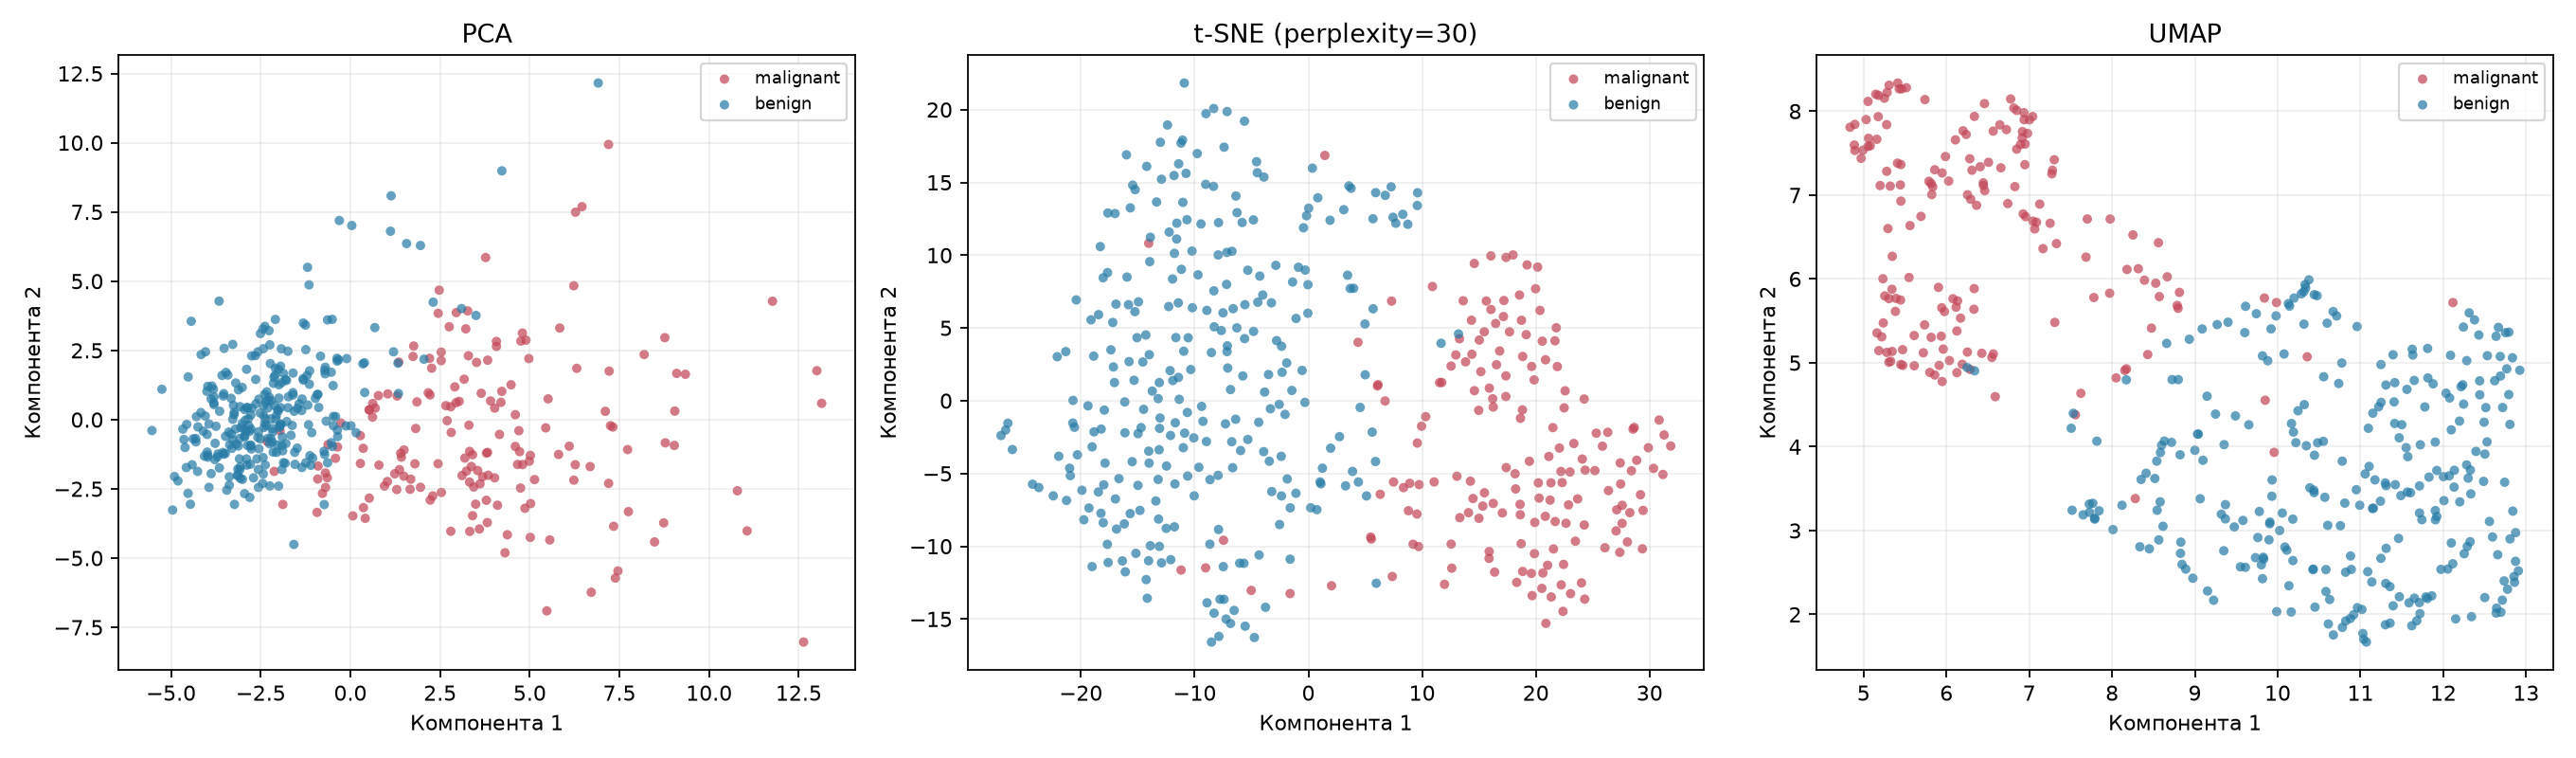 PCA
malignant
benign
12.5
10.0
7.5
5.0
2.5
0.0
−2.5
−5.0
−7.5
Компонента 2
−5.0 −2.5 0.0 2.5 5.0 7.5 10.0 12.5
Компонента 1
t-SNE (perplexity=30)
malignant
benign
20
15
10
5
0
−5
−10
−15
Компонента 2
−20 −10 0 10 20 30
Компонента 1
UMAP
malignant
benign
8
7
6
5
4
3
2
Компонента 2
5 6 7 8 9 10 11 12 13
Компонента 1